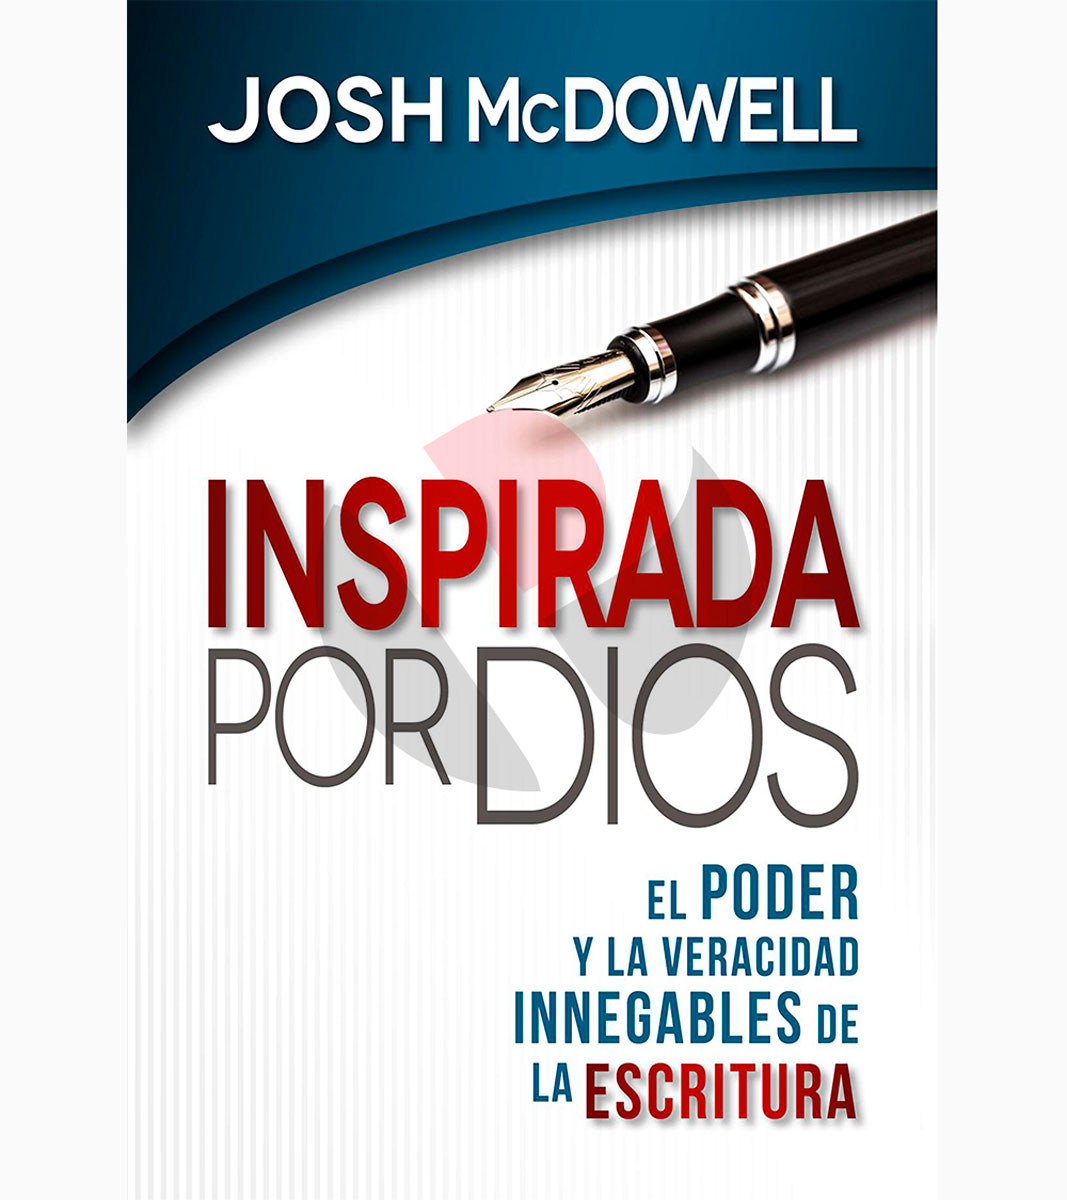 JOSH McDOWELL
INSPIRADA
POR DIOS
EL PODER
Y LA VERACIDAD
INNEGABLES DE
LA ESCRITURA